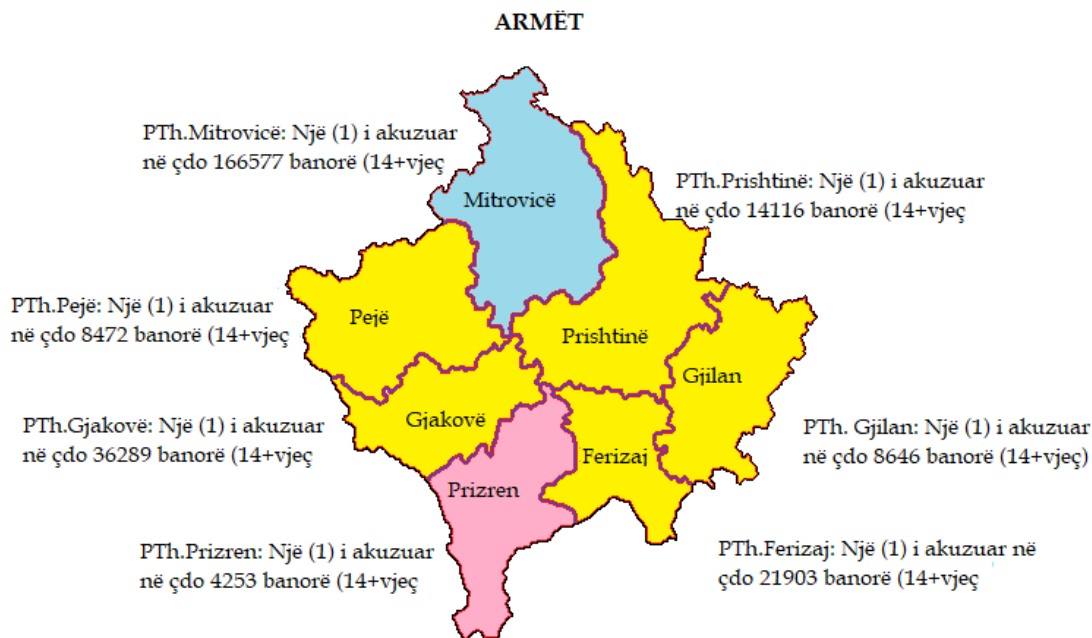 ARMËT
PTh.Mitrovicë: Një (1) i akuzuar
në çdo 166577 banorë (14+vjeç
PTh.Prishtinë: Një (1) i akuzuar
në çdo 14116 banorë (14+vjeç
Mitrovicë
PTh.Pejë: Një (1) i akuzuar
në çdo 8472 banorë (14+vjeç
Pejë
Prishtinë
Gjilan
PTh.Gjakovë: Një (1) i akuzuar
në çdo 36289 banorë (14+vjeç
Gjakovë
PTh. Gjilan: Një (1) i akuzuar
në çdo 8646 banorë (14+vjeç)
Ferizaj
Prizren
PTh.Prizren: Një (1) i akuzuar
në çdo 4253 banorë (14+vjeç
PTh.Ferizaj: Një (1) i akuzuar në
çdo 21903 banorë (14+vjeç